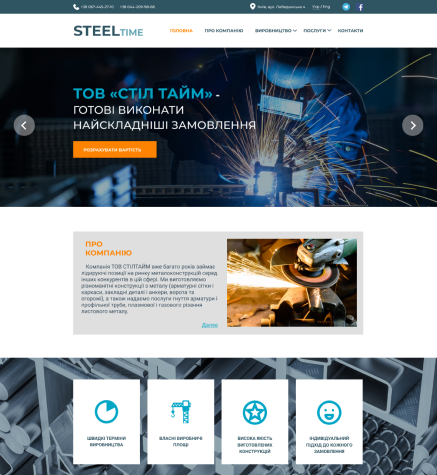 +38 067-445-27-10 +38 044-209-98-88 Київ, вул. Лебединська 4 Укр / Eng
STEELTIME
ГОЛОВНА ПРО КОМПАНІЮ ВИРОБНИЦТВО ПОСЛУГИ КОНТАКТИ
ТОВ «СТІЛ ТАЙМ» -
ГОТОВІ ВИКОНАТИ
НАЙСКЛАДНІШІ ЗАМОВЛЕННЯ
РОЗРАХУВАТИ ВАРТІСТЬ
ПРО
КОМПАНІЮ
Компанія ТОВ СТІЛТАЙМ вже багато років займає
лідируючі позиції на ринку металоконструкцій серед
інших конкурентів в цій сфері. Ми виготовляємо
різноманітні конструкції з металу (арматурні сітки і
каркаси, закладні деталі і анкери, ворота та
огорожі), а також надаємо послуги гнуття арматури і
профільної труби, плазмової і газового різання
листового металу.
Далее
ШВИДКІ ТЕРМІНИ
ВИРОБНИЦТВА
ВЛАСНІ ВИРОБНИЧІ
ПЛОЩІ
ВИСОКА ЯКІСТЬ
ВИГОТОВЛЕНИХ
КОНСТРУКЦІЙ
ІНДИВІДУАЛЬНИЙ
ПІДХІД ДО КОЖНОГО
ЗАМОВЛЕННЯ